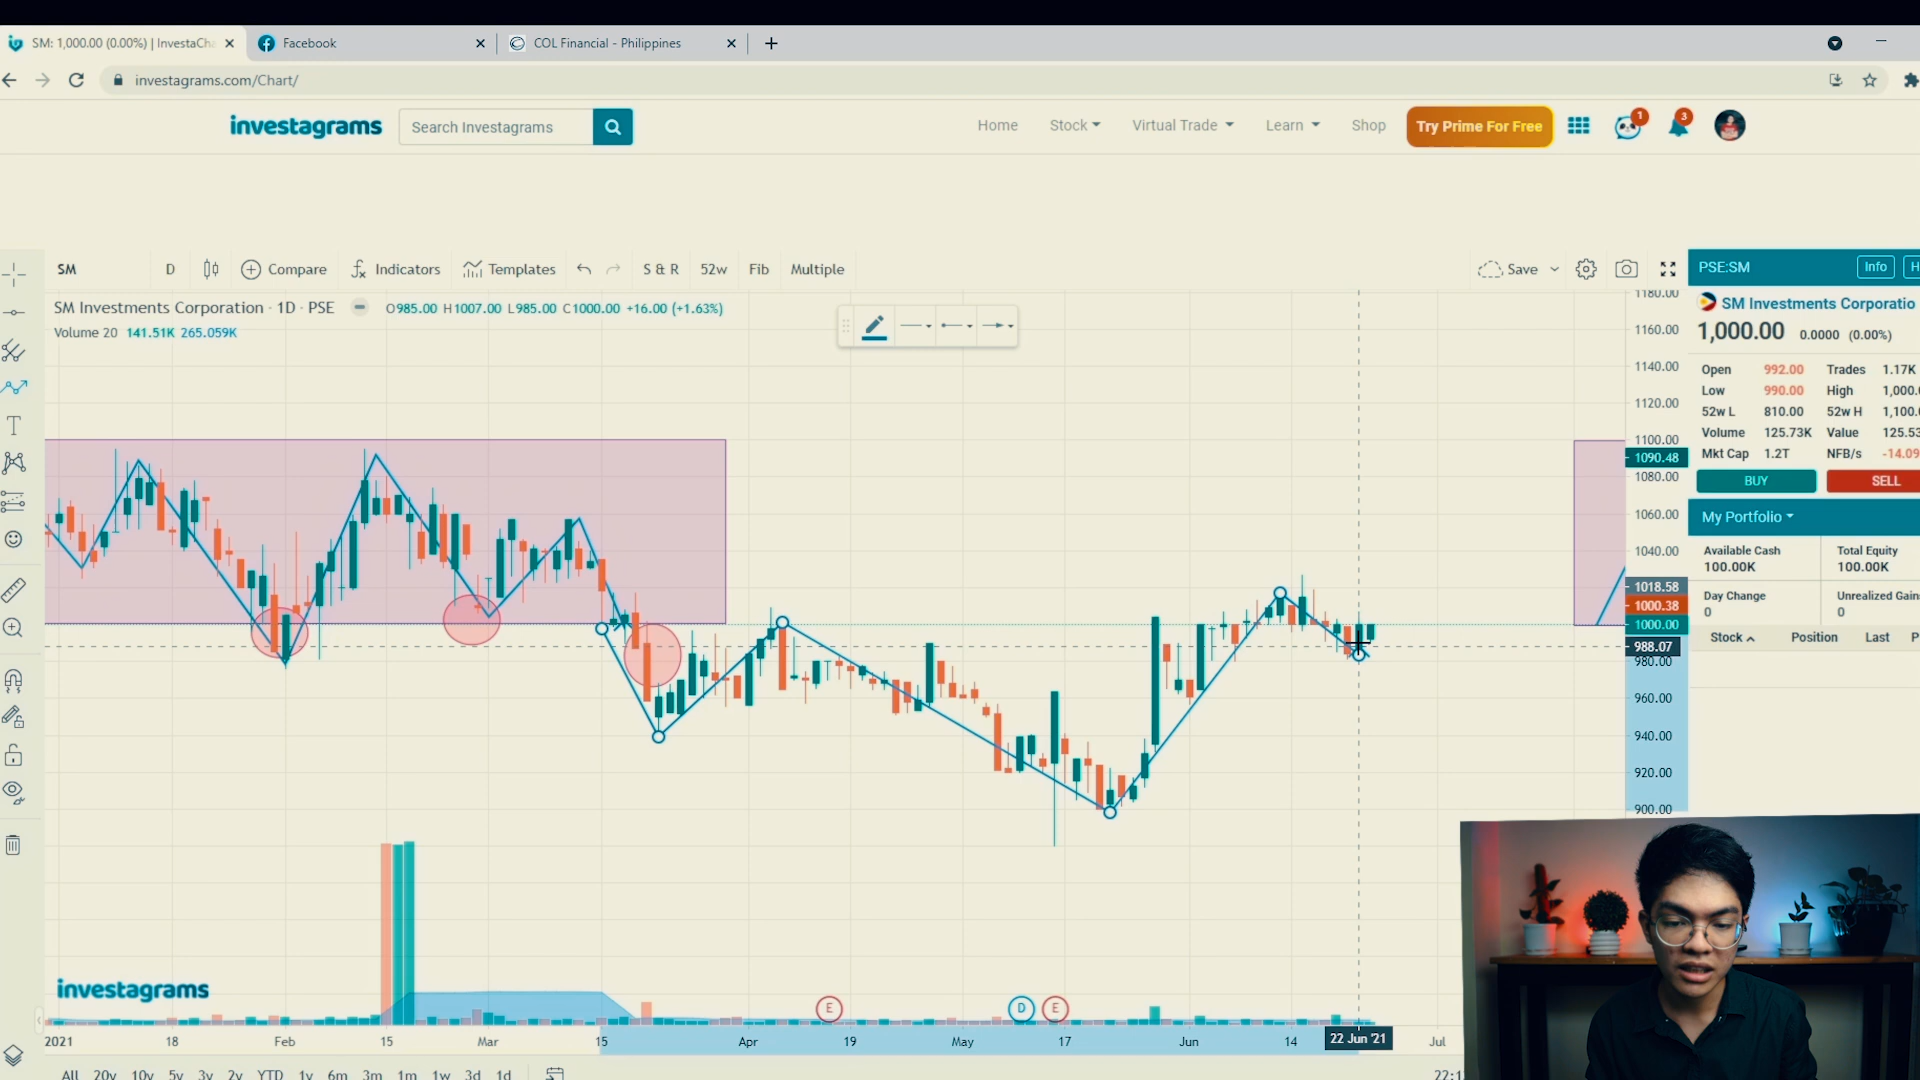 SM: 1,000.00 (0.00%) | InvestaCha
Facebook
COL Financial - Philippines
investagrams.com/Chart/
investagrams
Search Investagrams
Home
Stock
Virtual Trade
Learn
Shop
Try Prime For Free
1
3
SM
D
Compare
Indicators
Templates
S & R
52w
Fib
Multiple
Save
SM Investments Corporation · 1D · PSE
O985.00 H1007.00 L985.00 C1000.00 +16.00 (+1.63%)
Volume 20 141.51K 265.059K
1180.00
1160.00
1140.00
1120.00
1100.00
1090.48
1080.00
1060.00
1040.00
1018.58
1000.38
1000.00
988.07
980.00
960.00
940.00
920.00
900.00
PSE:SM
Info
H
SM Investments Corporatio
1,000.00 0.0000 (0.00%)
Open 992.00 Trades 1.17K
Low 990.00 High 1,000.
52w L 810.00 52w H 1,100.
Volume 125.73K Value 125.53
Mkt Cap 1.2T NFB/s -14.09
BUY
SELL
My Portfolio
Available Cash Total Equity
100.00K 100.00K
Day Change Unrealized Gain
0 0
Stock Position Last P
investagrams
E
D
E
2021 18 Feb 15 Mar 15 Apr 19 May 17 Jun 14 22 Jun '21 Jul
All 20y 10y 5y 3y 2y YTD 1y 6m 3m 1m 1w 3d 1d